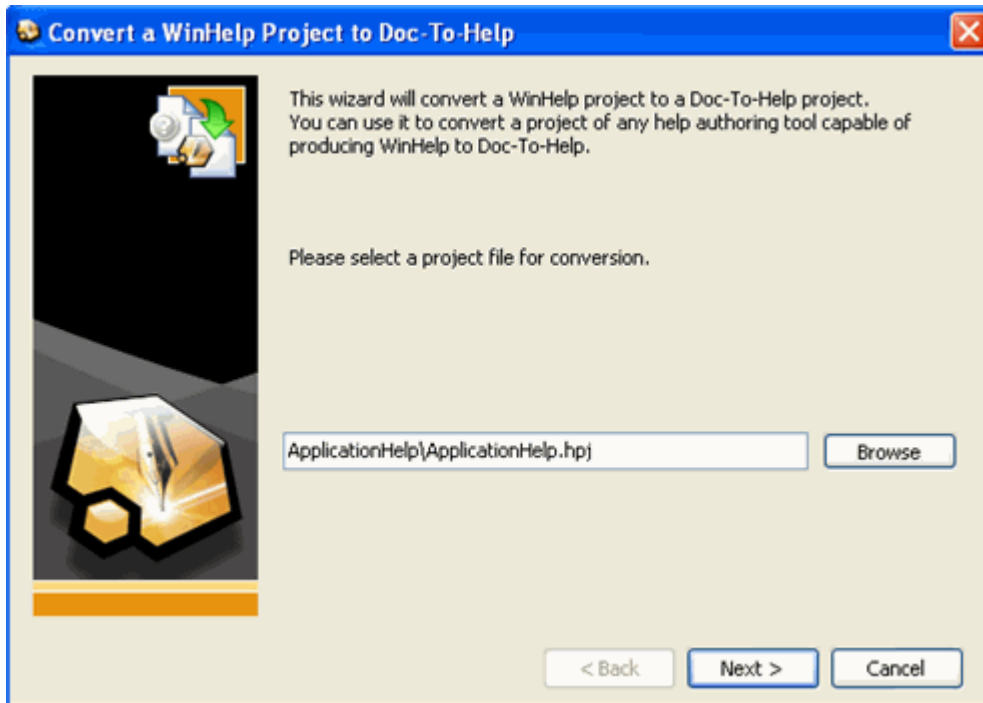 Convert a WinHelp Project to Doc-To-Help
This wizard will convert a WinHelp project to a Doc-To-Help project.
You can use it to convert a project of any help authoring tool capable of
producing WinHelp to Doc-To-Help.
Please select a project file for conversion.
ApplicationHelp\ApplicationHelp.hpj
Browse
< Back
Next >
Cancel